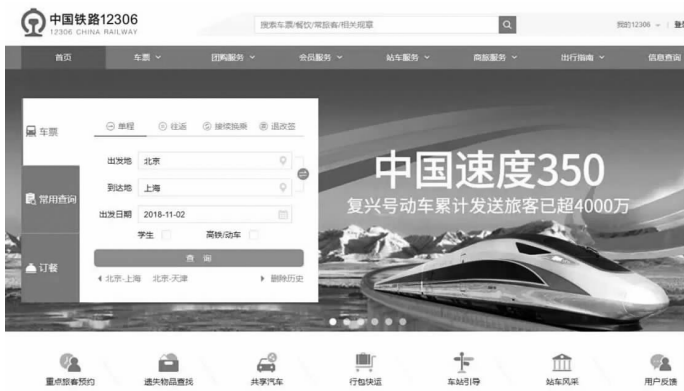 中国铁路12306
12306 CHINA RAILWAY
搜索车票/餐饮/常旅客/相关规章
我的12306
首页 车票 团购服务 会员服务 站车服务 商旅服务 出行指南 信息查询
车票
单程 往返 接续换乘 退改签
出发地 北京
到达地 上海
出发日期 2018-11-02
学生 高铁/动车
查 询
北京-上海 北京-天津 删除历史
常用查询
订餐
中国速度350
复兴号动车累计发送旅客已超4000万
重点旅客预约 遗失物品查找 共享汽车 行包快运 车站引导 站车风采 用户反馈